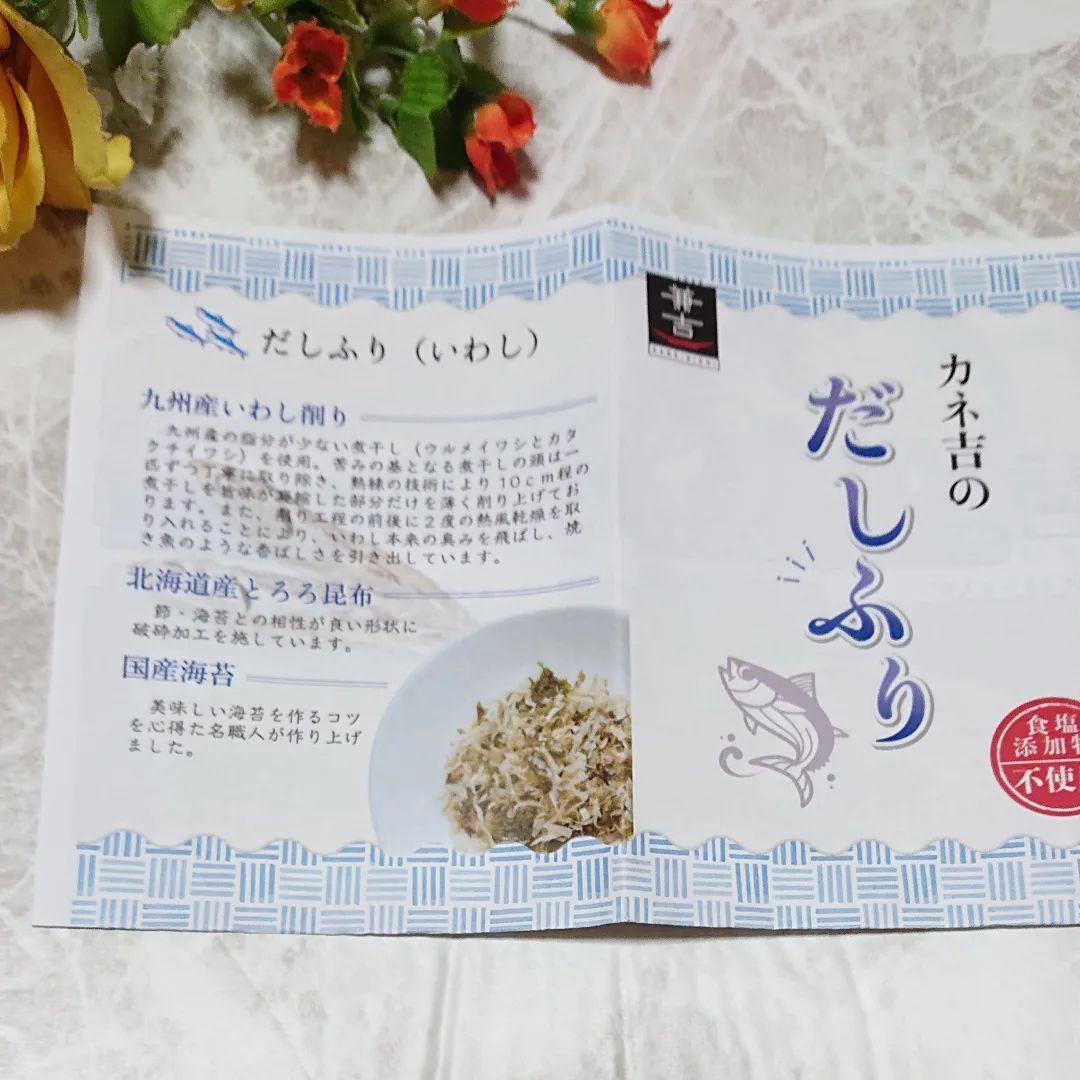 だしふり（いわし）
九州産いわし削り
九州産の脂分が少ない煮干し（ウルメイワシとカタ
クチイワシ）を使用。苦みの基となる煮干しの頭は一
匹ずつ丁寧に取り除き、熟練の技術により10cm程の
煮干しを旨味が凝縮した部分だけを薄く削り上げてお
ります。また、削り工程の前後に2度の熱風乾燥を取
り入れることにより、いわし本来の臭みを飛ばし、焼
き魚のような香ばしさを引き出しています。
北海道産とろろ昆布
節・海苔との相性が良い形状に
破砕加工を施しています。
国産海苔
美味しい海苔を作るコツ
を心得た名職人が作り上げ
ました。
兼吉
カネ吉の
だしふり
食塩
添加物
不使